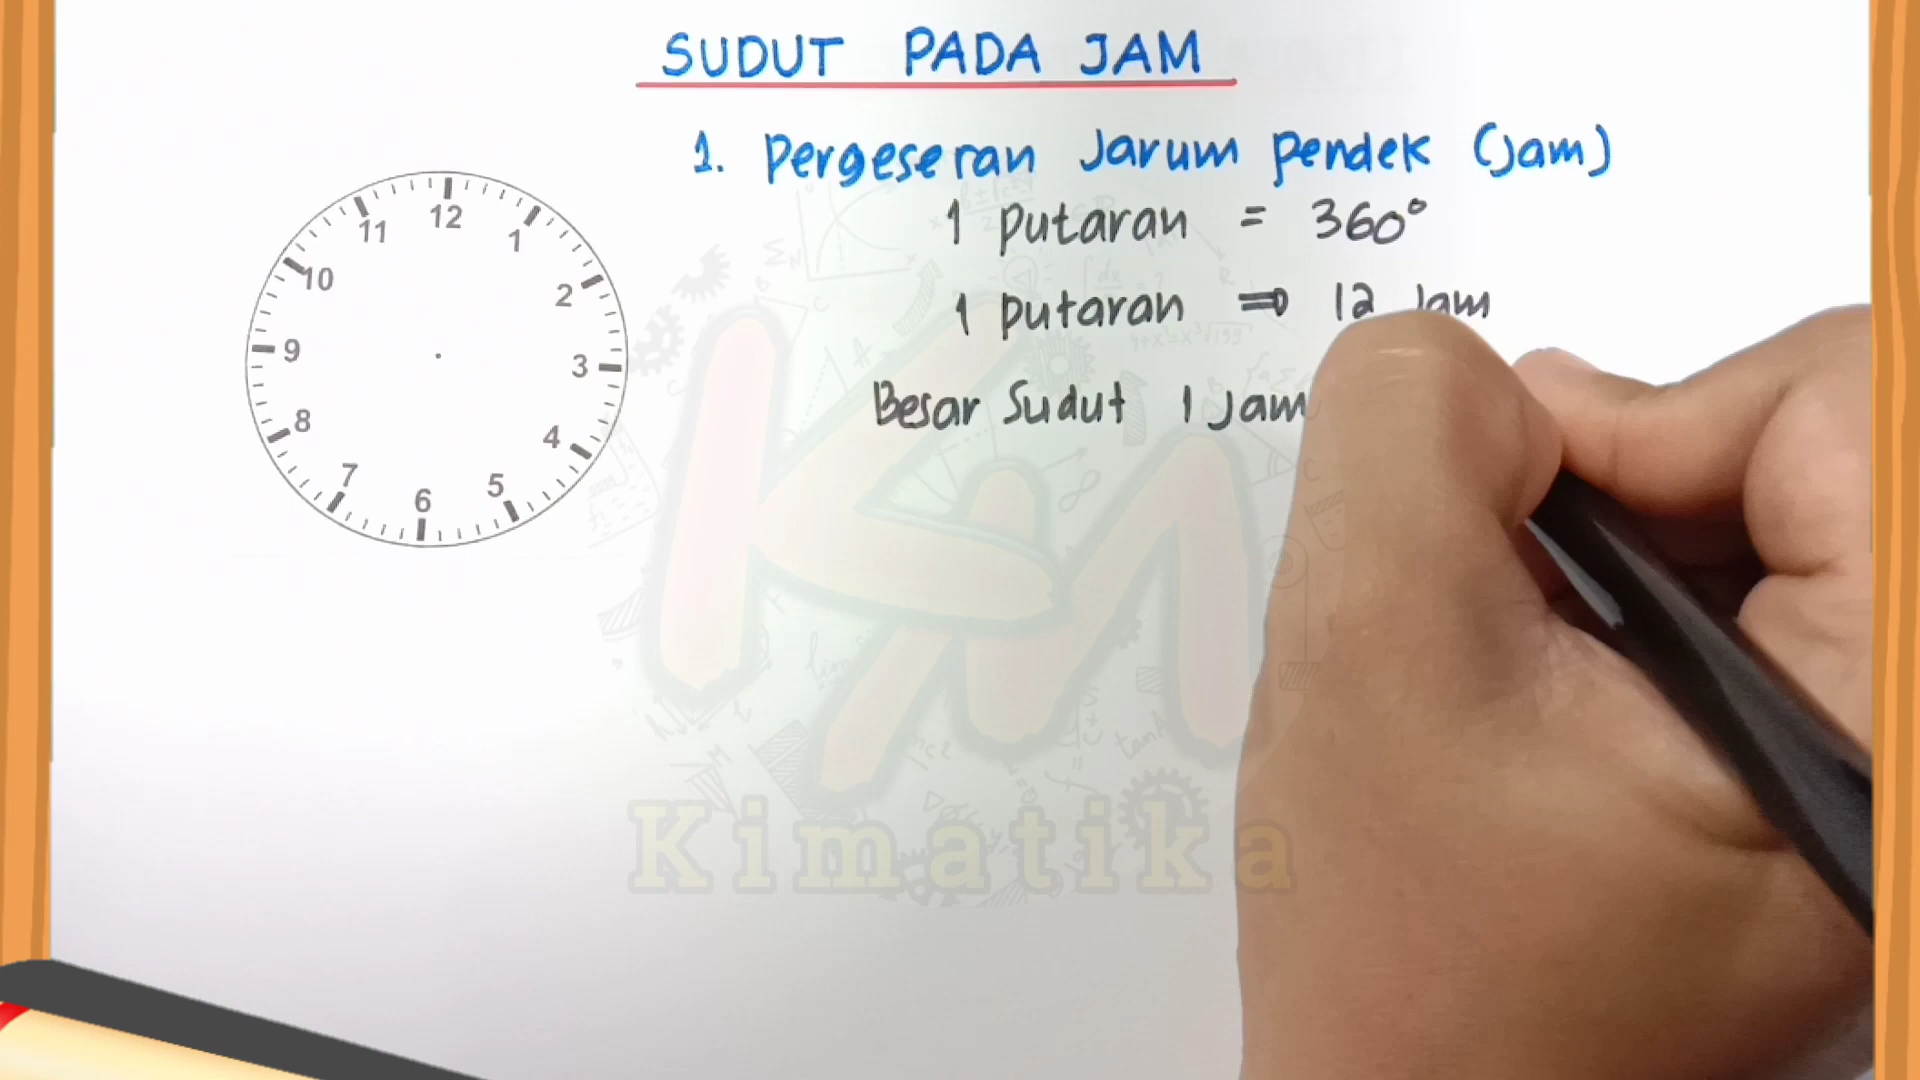 SUDUT PADA JAM
1. Pergeseran Jarum Pendek (Jam)
1 putaran = 360°
1 putaran ⇒ 12 Jam
Besar Sudut 1 Jam
12
11
1
10
2
9
3
8
4
7
5
6
Kimatika